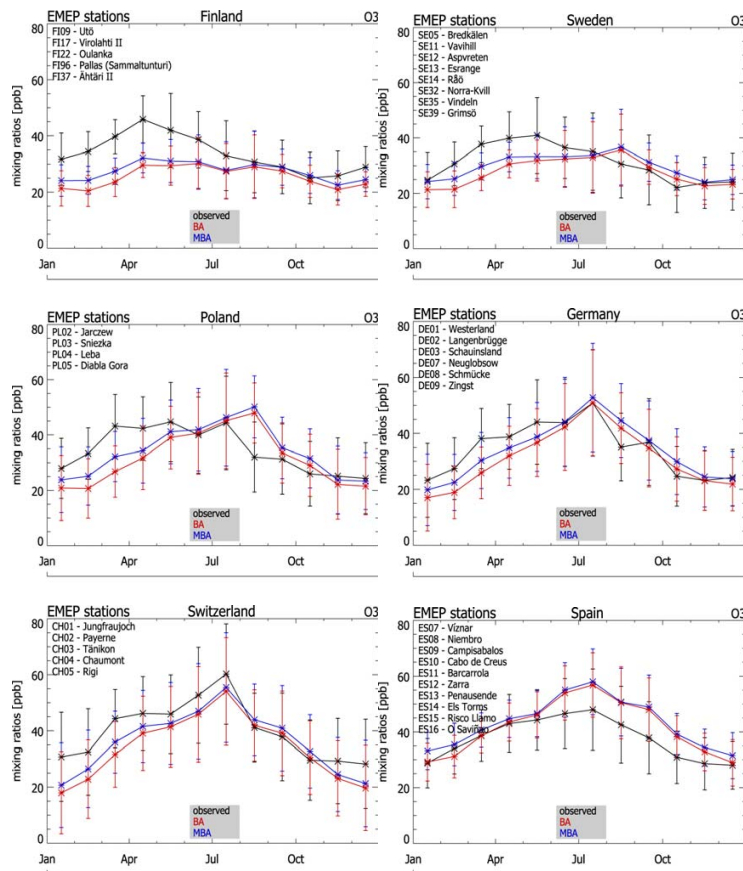 EMEP stations Finland O3
FI09 - Utö
FI17 - Virolahti II
FI22 - Oulanka
FI96 - Pallas (Sammaltunturi)
FI37 - Ähtäri II
mixing ratios [ppb]
80
60
40
20
0
observed
BA
MBA
Jan Apr Jul Oct
EMEP stations Sweden O3
SE05 - Bredkälen
SE11 - Vavihill
SE12 - Aspvreten
SE13 - Esrange
SE14 - Råö
SE32 - Norra-Kvill
SE35 - Vindeln
SE39 - Grimsö
mixing ratios [ppb]
80
60
40
20
0
observed
BA
MBA
Jan Apr Jul Oct
EMEP stations Poland O3
PL02 - Jarczew
PL03 - Sniezka
PL04 - Leba
PL05 - Diabla Gora
mixing ratios [ppb]
80
60
40
20
0
observed
BA
MBA
Jan Apr Jul Oct
EMEP stations Germany O3
DE01 - Westerland
DE02 - Langenbrügge
DE03 - Schauinsland
DE07 - Neuglobsow
DE08 - Schmücke
DE09 - Zingst
mixing ratios [ppb]
80
60
40
20
0
observed
BA
MBA
Jan Apr Jul Oct
EMEP stations Switzerland O3
CH01 - Jungfraujoch
CH02 - Payerne
CH03 - Tänikon
CH04 - Chaumont
CH05 - Rigi
mixing ratios [ppb]
80
60
40
20
0
observed
BA
MBA
Jan Apr Jul Oct
EMEP stations Spain O3
ES07 - Víznar
ES08 - Niembro
ES09 - Campisabalos
ES10 - Cabo de Creus
ES11 - Barcarrola
ES12 - Zarra
ES13 - Penausende
ES14 - Els Torms
ES15 - Risco Llamo
ES16 - O Saviñao
mixing ratios [ppb]
80
60
40
20
0
observed
BA
MBA
Jan Apr Jul Oct